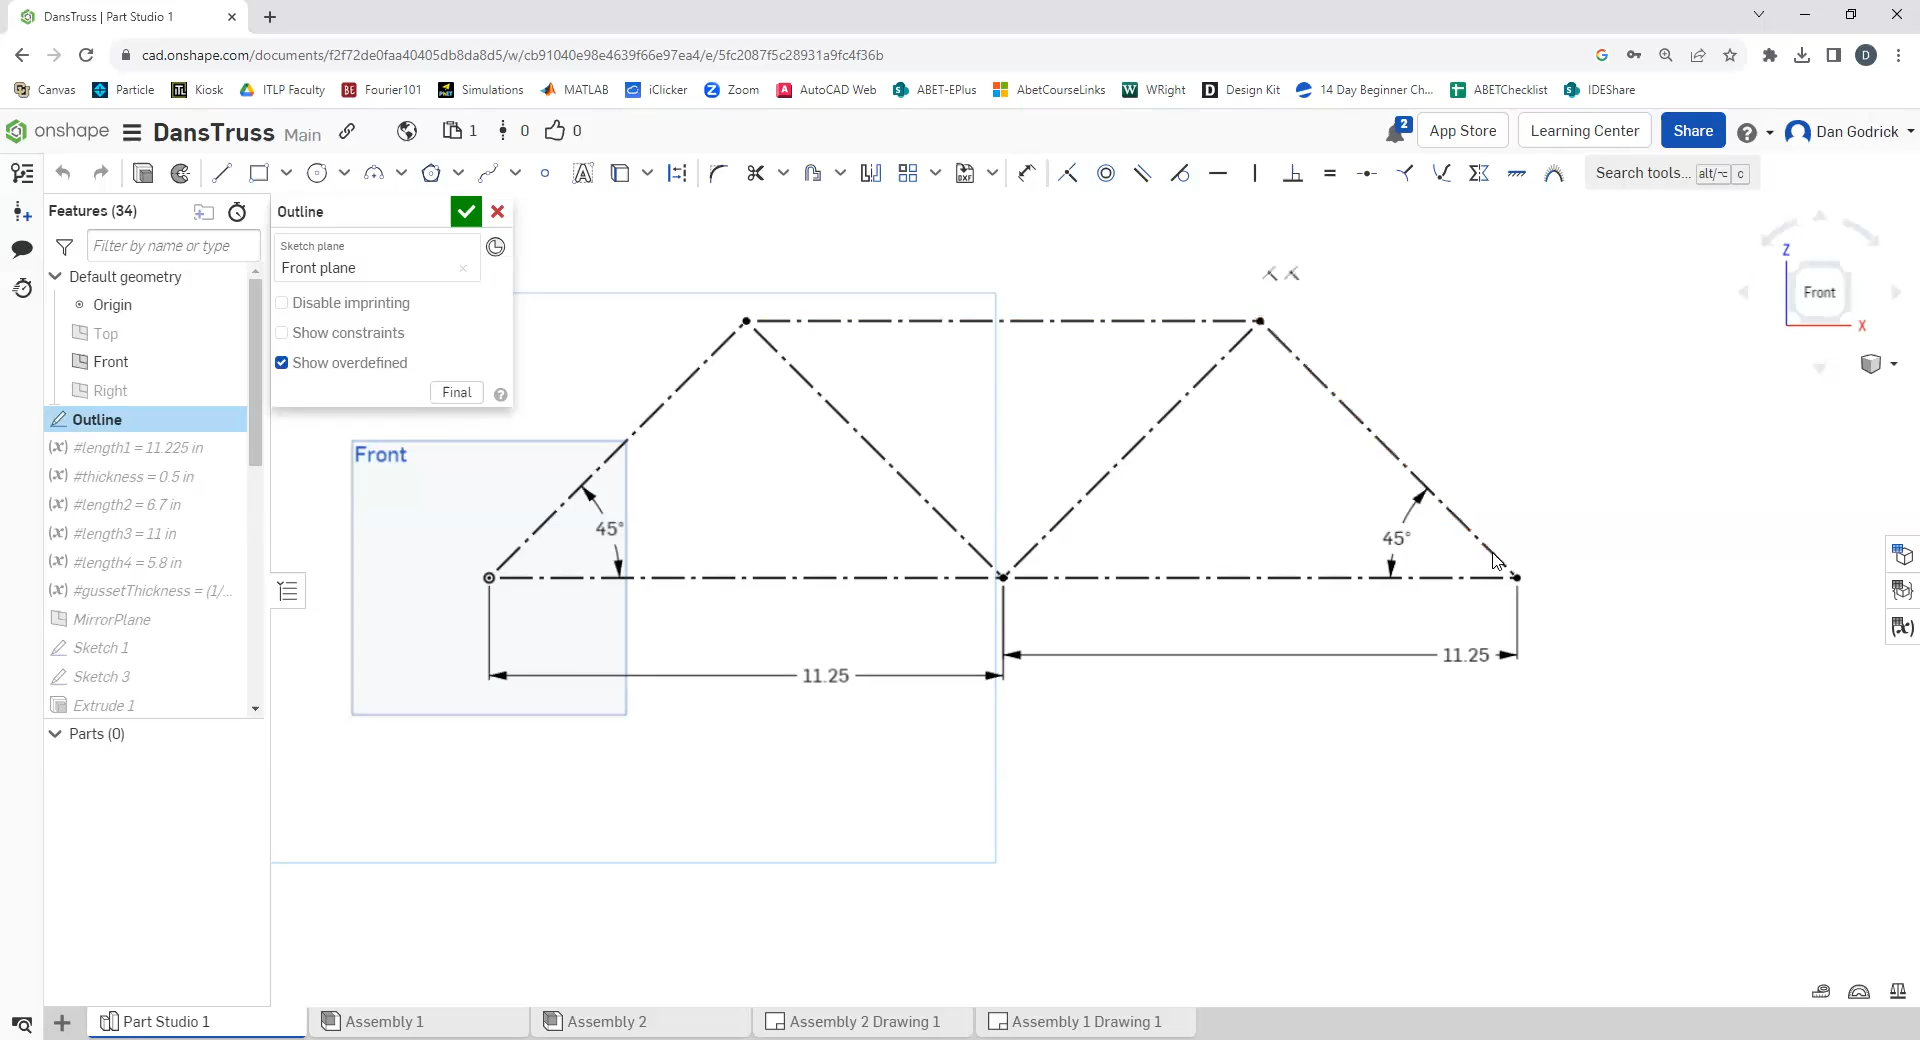 DansTruss | Part Studio 1
cad.onshape.com/documents/f2f72de0faa40405db8da8d5/w/cb91040e98e4639f66e97ea4/e/5fc2087f5c28931a9fc4f36b
D
Canvas Particle Kiosk ITLP Faculty BE Fourier101 PhET Simulations MATLAB iClicker Zoom AutoCAD Web ABET-EPlus AbetCourseLinks WRight Design Kit 14 Day Beginner Ch... ABETChecklist IDEShare
onshape DansTruss Main 1 0 0 2 App Store Learning Center Share Dan Godrick
Search tools... alt/⌥ c
Features (34)
Filter by name or type
Default geometry
Origin
Top
Front
Right
Outline
(x) #length1 = 11.225 in
(x) #thickness = 0.5 in
(x) #length2 = 6.7 in
(x) #length3 = 11 in
(x) #length4 = 5.8 in
(x) #gussetThickness = (1/...
MirrorPlane
Sketch 1
Sketch 3
Extrude 1
Parts (0)
Outline
Sketch plane
Front plane
Disable imprinting
Show constraints
Show overdefined
Final
Front
45°
45°
11.25
11.25
Z
Front
X
(x)
Part Studio 1 Assembly 1 Assembly 2 Assembly 2 Drawing 1 Assembly 1 Drawing 1